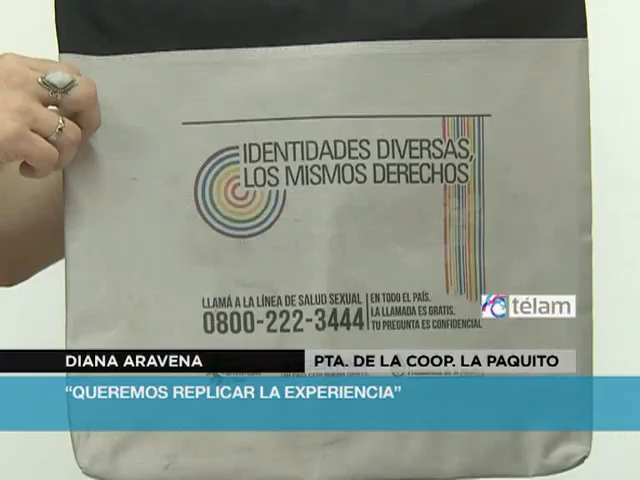 IDENTIDADES DIVERSAS,
LOS MISMOS DERECHOS
LLAMÁ A LA LÍNEA DE SALUD SEXUAL
0800-222-3444
EN TODO EL PAÍS.
LA LLAMADA ES GRATIS.
TU PREGUNTA ES CONFIDENCIAL
télam
DIANA ARAVENA
PTA. DE LA COOP. LA PAQUITO
“QUEREMOS REPLICAR LA EXPERIENCIA”